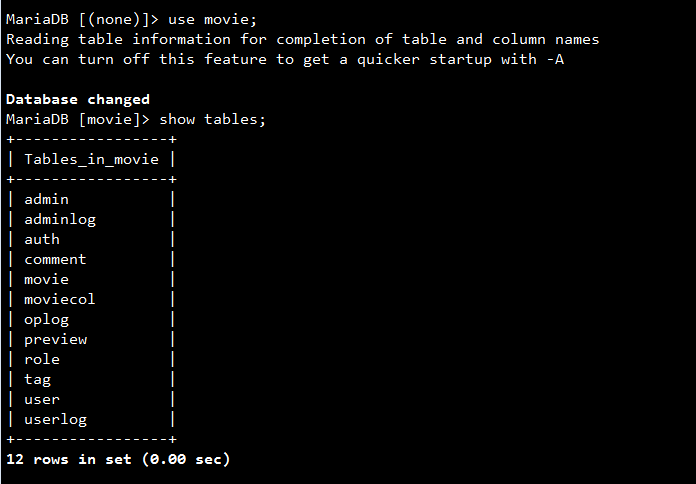 MariaDB [(none)]> use movie;
Reading table information for completion of table and column names
You can turn off this feature to get a quicker startup with -A
Database changed
MariaDB [movie]> show tables;
+-----------------+
| Tables_in_movie |
+-----------------+
| admin           |
| adminlog        |
| auth            |
| comment         |
| movie           |
| moviecol        |
| oplog           |
| preview         |
| role            |
| tag             |
| user            |
| userlog         |
+-----------------+
12 rows in set (0.00 sec)